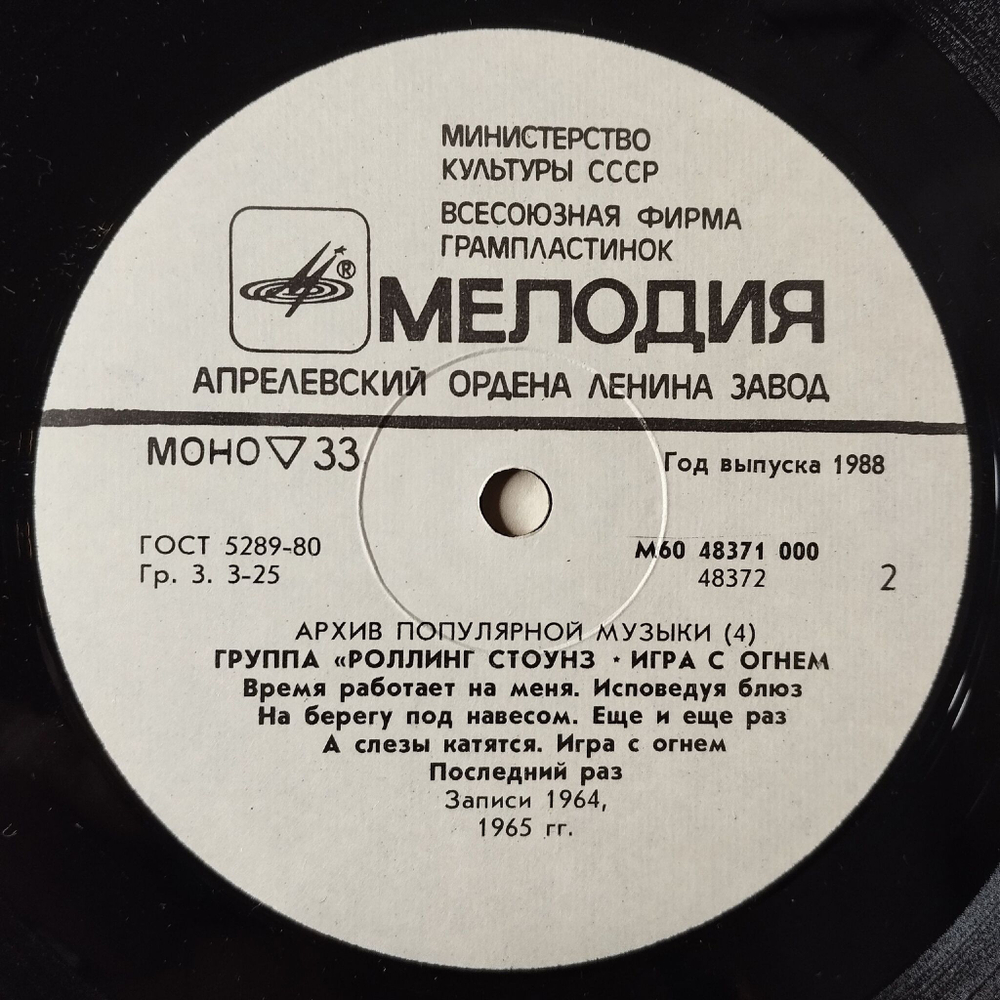 МИНИСТЕРСТВО
КУЛЬТУРЫ СССР
ВСЕСОЮЗНАЯ ФИРМА
ГРАМПЛАСТИНОК
®
МЕЛОДИЯ
АПРЕЛЕВСКИЙ ОРДЕНА ЛЕНИНА ЗАВОД
МОНО ▽ 33
Год выпуска 1988
ГОСТ 5289-80
Гр. 3. 3-25
М60 48371 000
48372
2
АРХИВ ПОПУЛЯРНОЙ МУЗЫКИ (4)
ГРУППА «РОЛЛИНГ СТОУНЗ • ИГРА С ОГНЕМ
Время работает на меня. Исповедуя блюз
На берегу под навесом. Еще и еще раз
А слезы катятся. Игра с огнем
Последний раз
Записи 1964,
1965 гг.